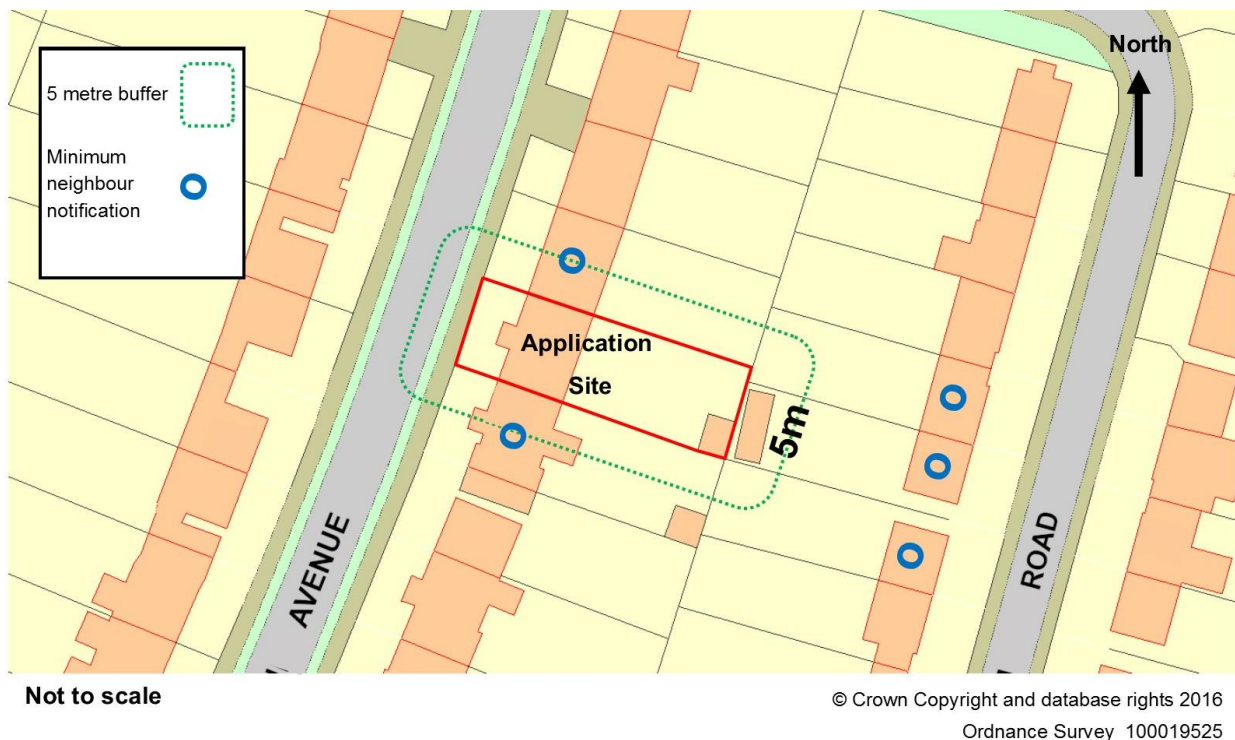 5 metre buffer
Minimum
neighbour
notification
North
Application
Site
5m
AVENUE
ROAD
Not to scale
© Crown Copyright and database rights 2016
Ordnance Survey 100019525